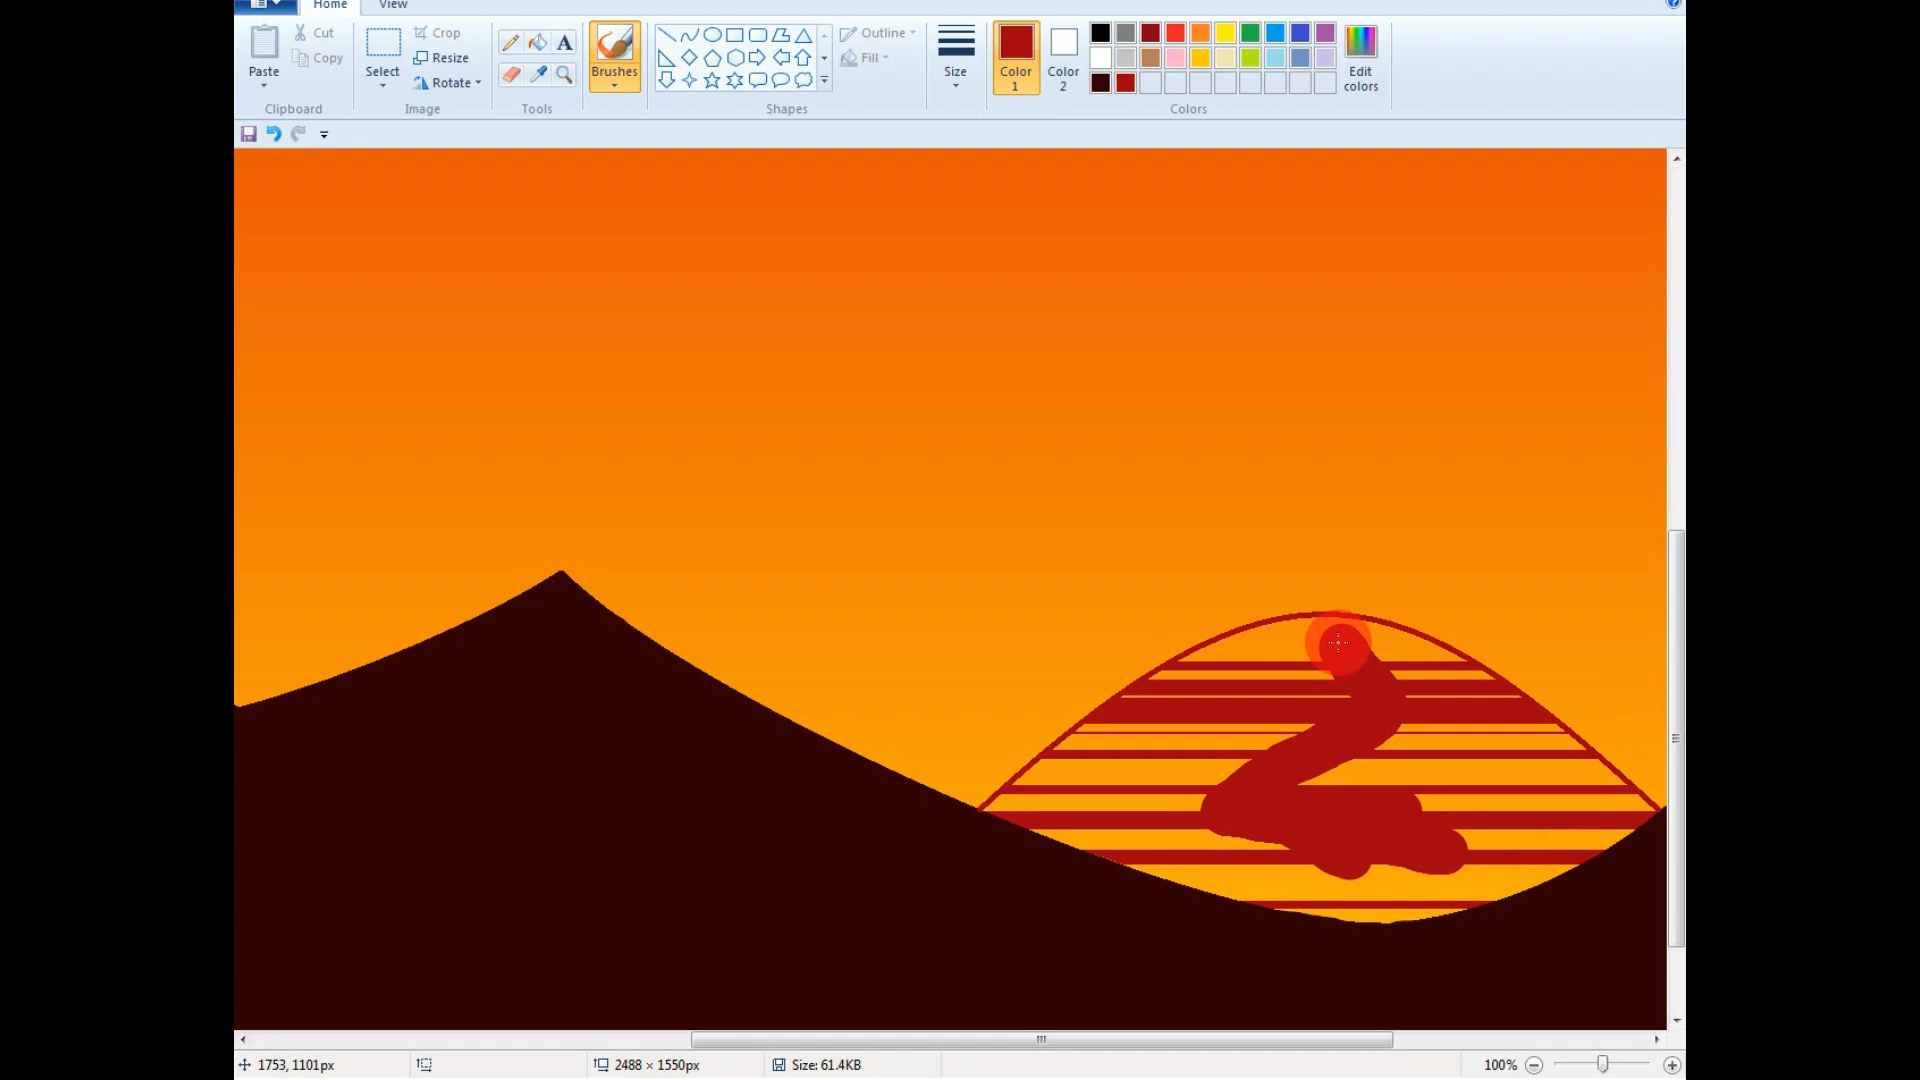 Home View
Paste
Cut
Copy
Clipboard
Select
Crop
Resize
Rotate
Image
A
Tools
Brushes
Shapes
Outline
Fill
Size
Color
1
Color
2
Colors
Edit
colors
1753, 1101px
2488 × 1550px
Size: 61.4KB
100%